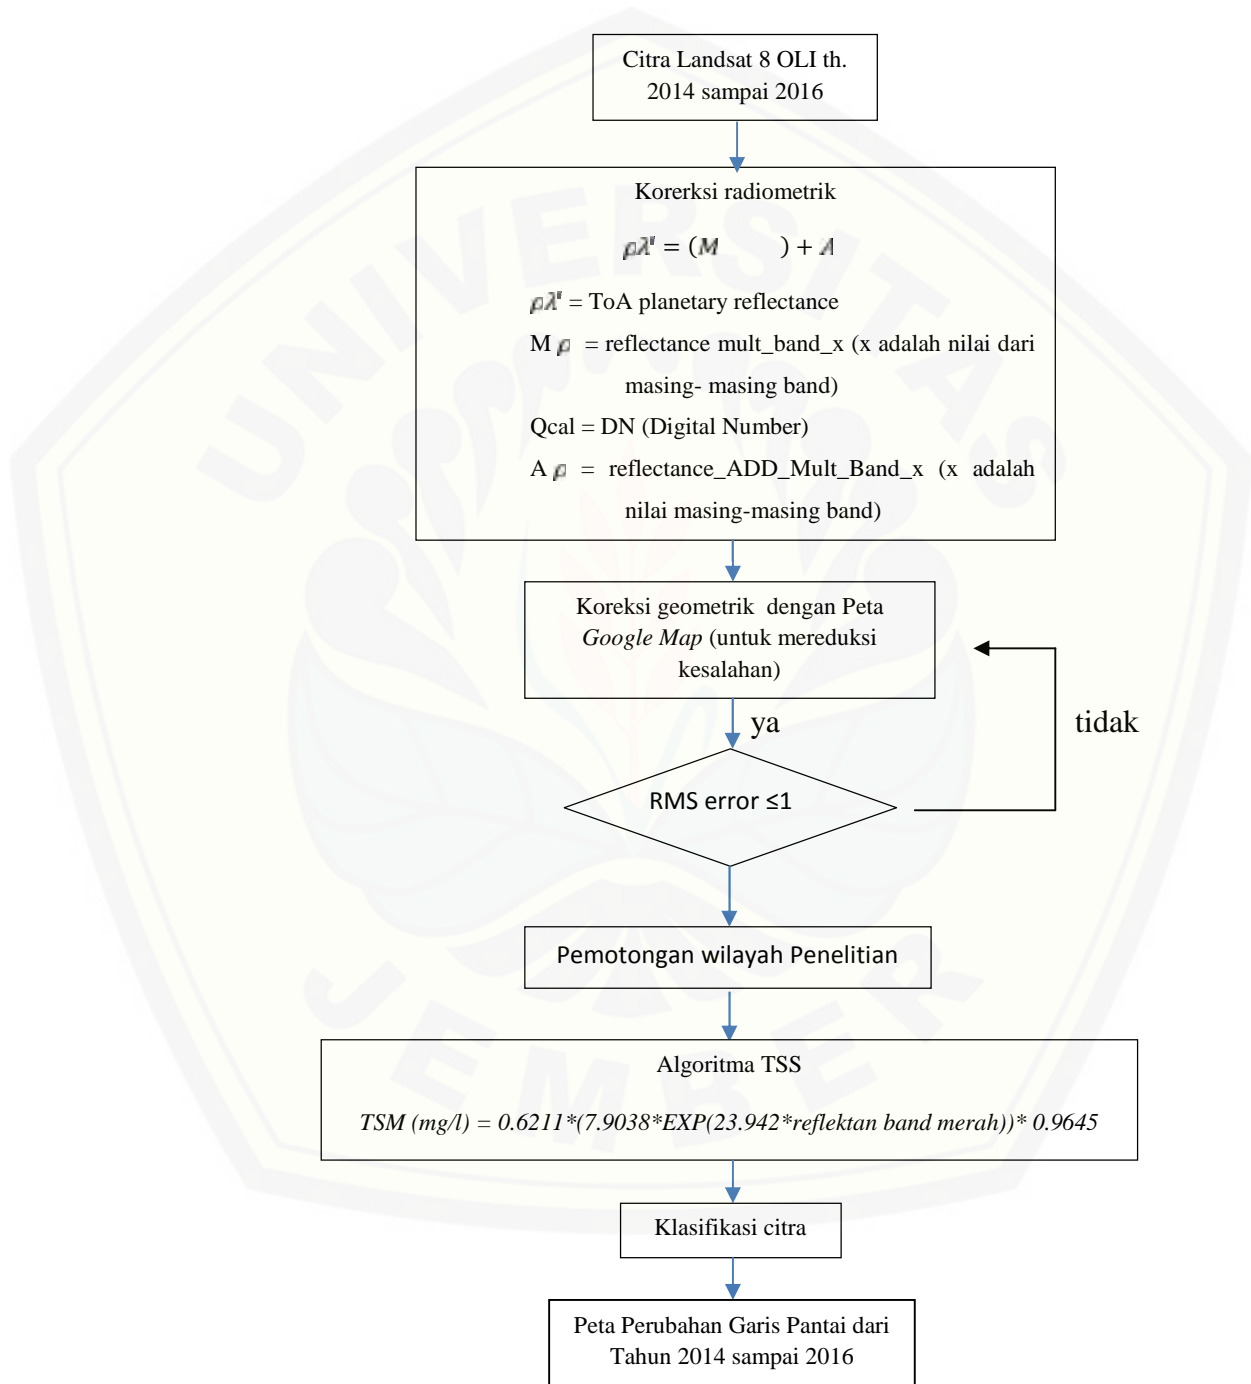 Citra Landsat 8 OLI th.
2014 sampai 2016
Korerksi radiometrik
ρλ' = (M ) + A
ρλ' = ToA planetary reflectance
M ρ = reflectance mult_band_x (x adalah nilai dari
masing- masing band)
Qcal = DN (Digital Number)
A ρ = reflectance_ADD_Mult_Band_x (x adalah
nilai masing-masing band)
Koreksi geometrik dengan Peta
Google Map (untuk mereduksi
kesalahan)
ya
tidak
RMS error ≤1
Pemotongan wilayah Penelitian
Algoritma TSS
TSM (mg/l) = 0.6211*(7.9038*EXP(23.942*reflektan band merah))* 0.9645
Klasifikasi citra
Peta Perubahan Garis Pantai dari
Tahun 2014 sampai 2016
UNIVERSITAS
JEMBER